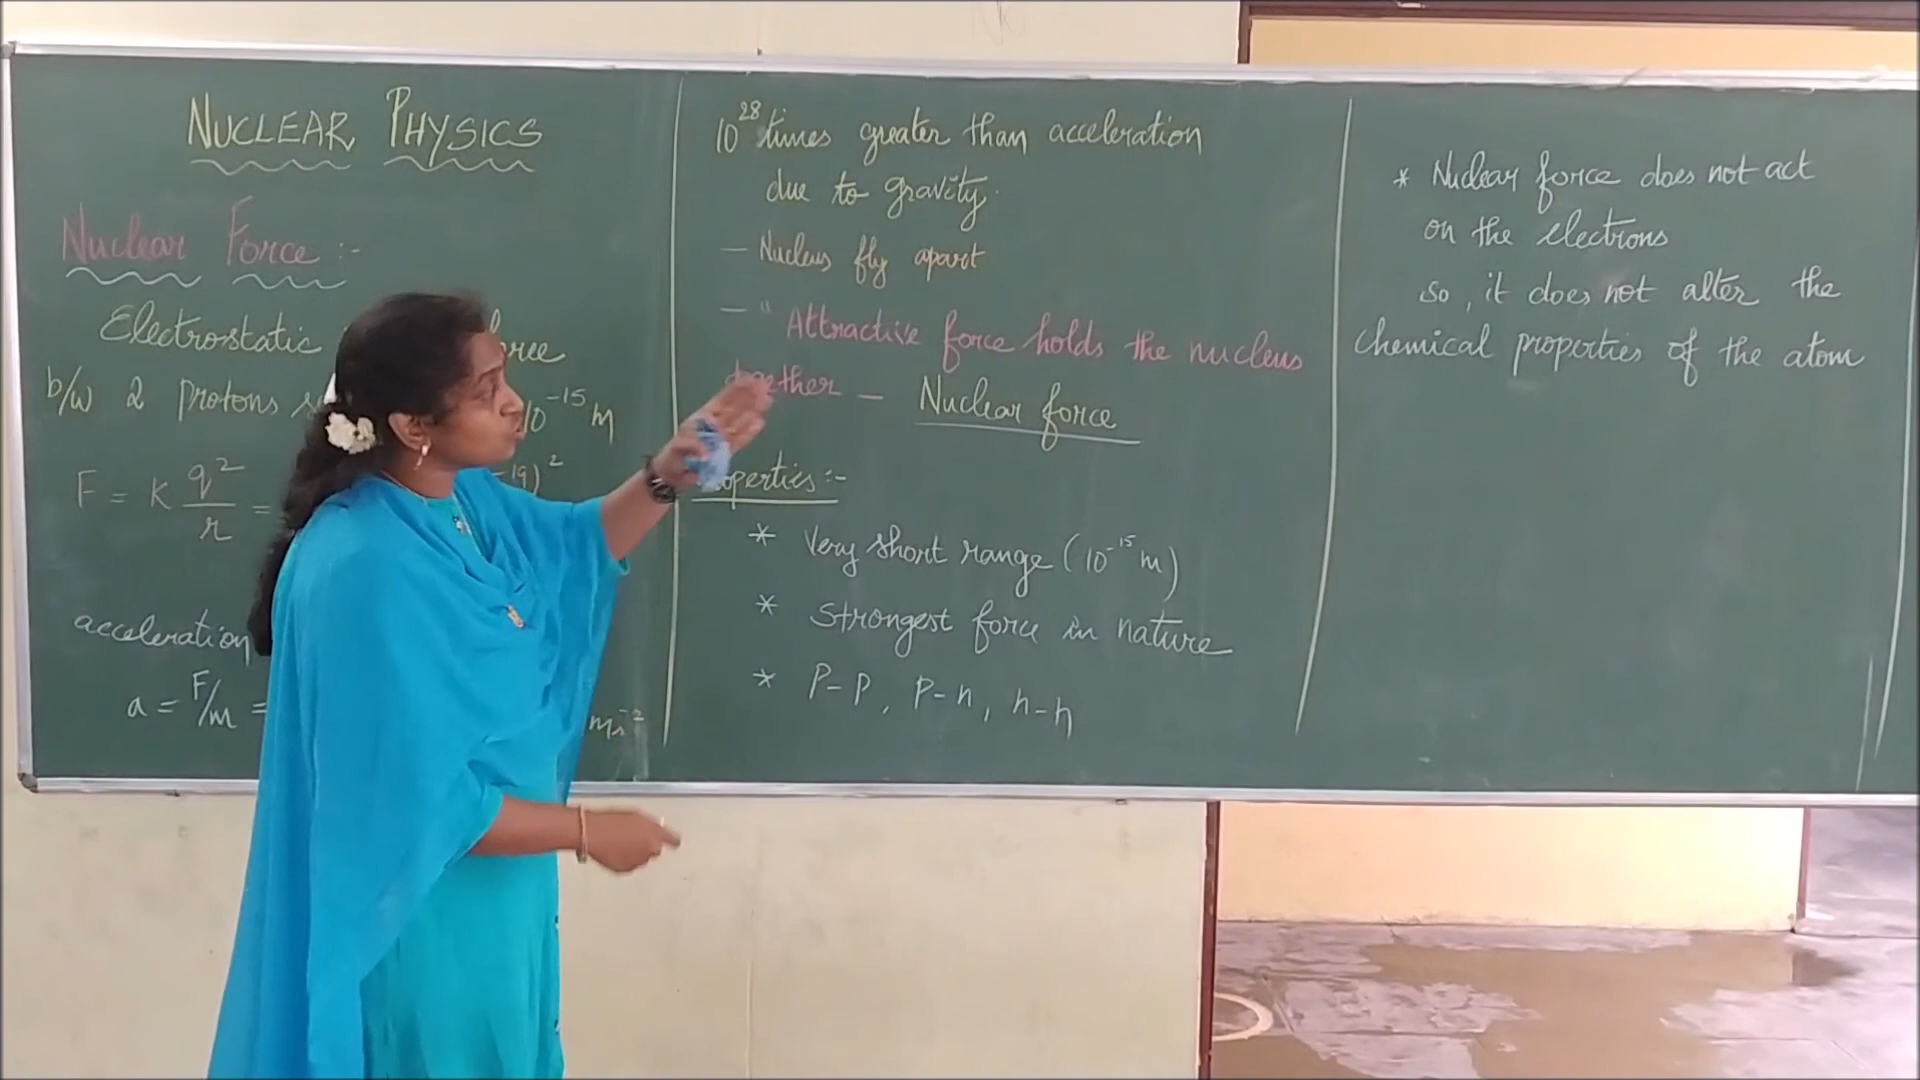 NUCLEAR PHYSICS
Nuclear Force :-
Electrostatic
b/w 2 protons 10⁻¹⁵ m
F = K q²/r =
-19)²
acceleration
a = F/m = ms⁻²
10²⁸ times greater than acceleration
due to gravity.
— Nucleus fly apart
— " Attractive force holds the nucleus
together — Nuclear force
Properties :-
* Very short range (10⁻¹⁵ m)
* Strongest force in nature
* P-P, P-n, n-n
* Nuclear force does not act
on the electrons
so, it does not alter the
chemical properties of the atom